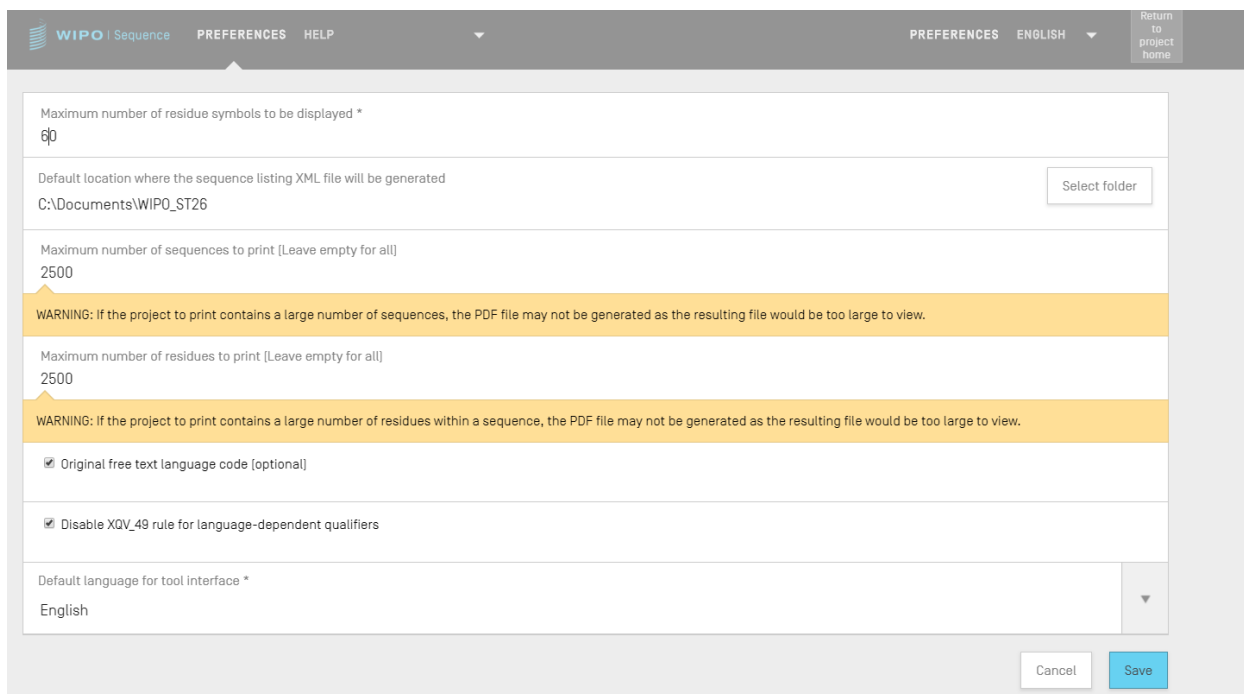 WIPO | Sequence PREFERENCES HELP PREFERENCES ENGLISH
Return
to
project
home
Maximum number of residue symbols to be displayed *
60
Default location where the sequence listing XML file will be generated
Select folder
C:\Documents\WIPO_ST26
Maximum number of sequences to print [Leave empty for all]
2500
WARNING: If the project to print contains a large number of sequences, the PDF file may not be generated as the resulting file would be too large to view.
Maximum number of residues to print [Leave empty for all]
2500
WARNING: If the project to print contains a large number of residues within a sequence, the PDF file may not be generated as the resulting file would be too large to view.
Original free text language code [optional]
Disable XQV_49 rule for language-dependent qualifiers
Default language for tool interface *
English
Cancel Save